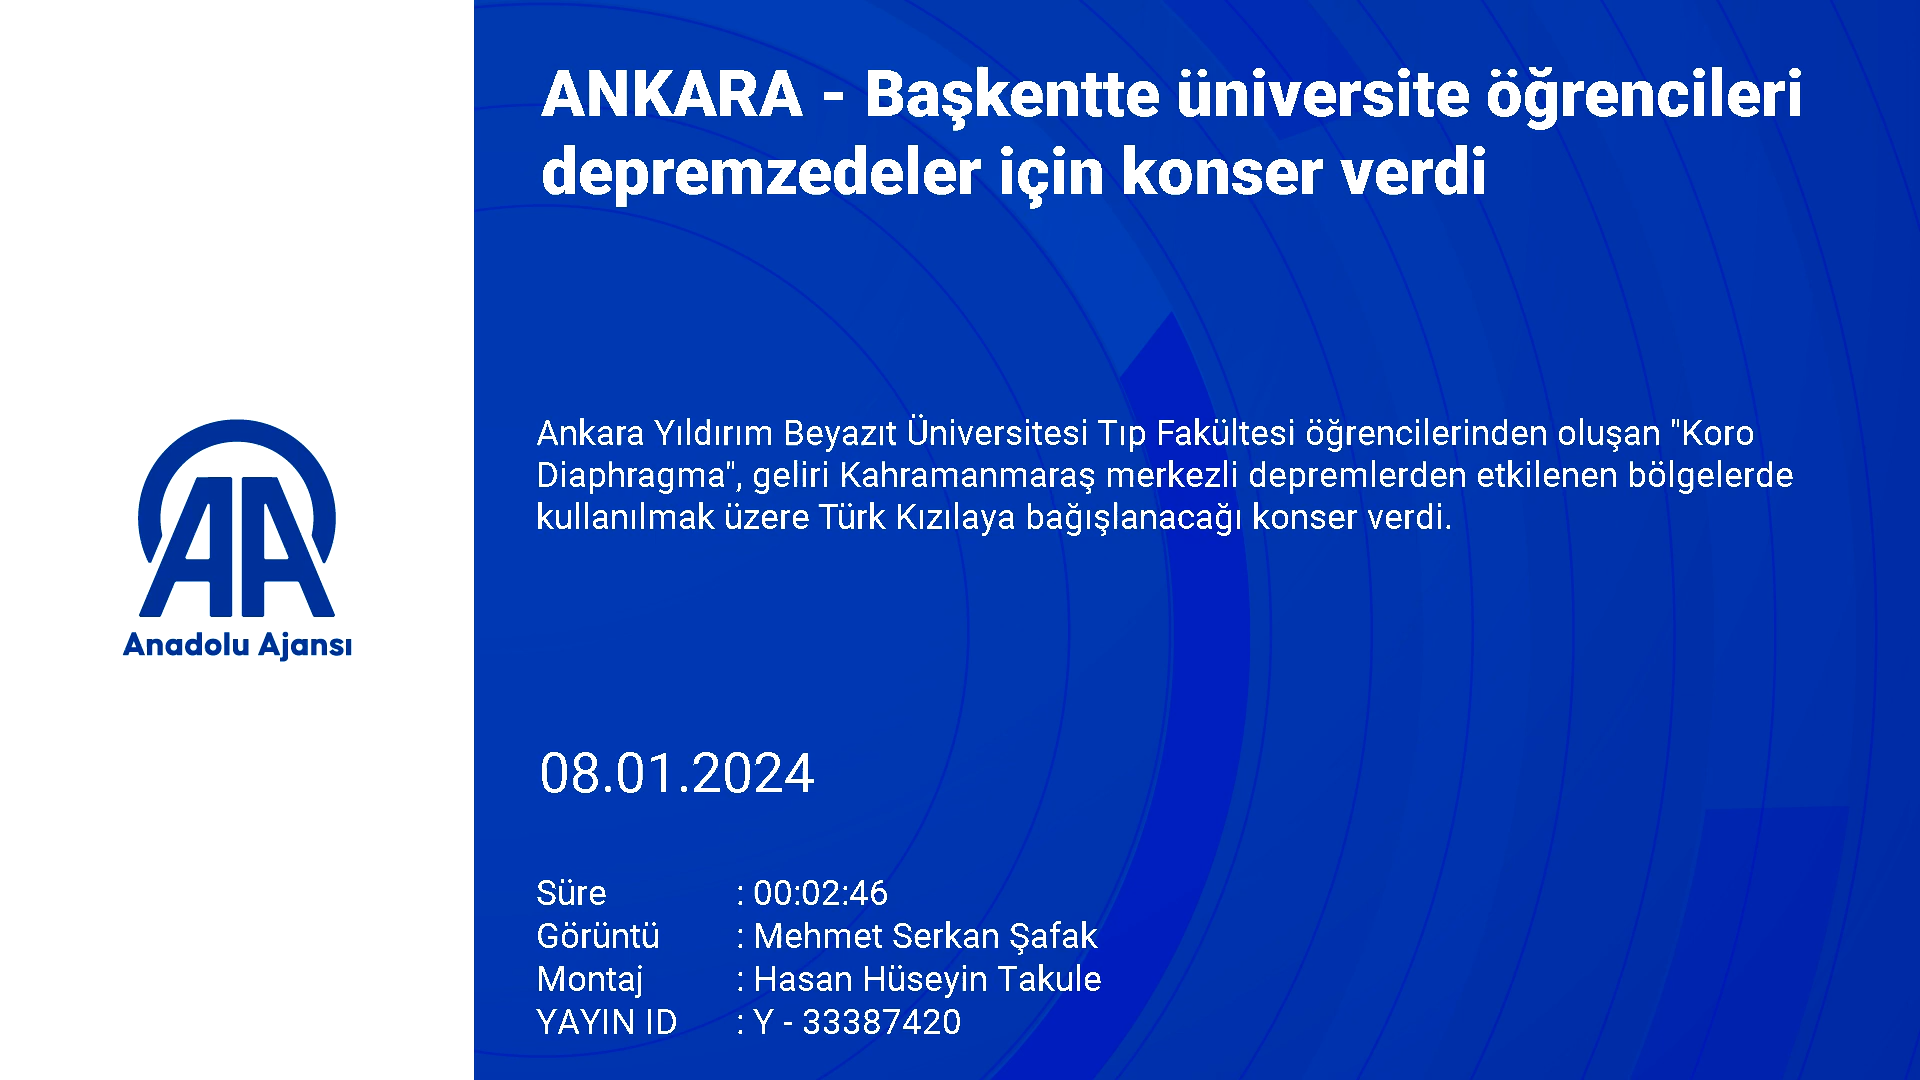 ANKARA - Başkentte üniversite öğrencileri
depremzedeler için konser verdi
Ankara Yıldırım Beyazıt Üniversitesi Tıp Fakültesi öğrencilerinden oluşan "Koro
Diaphragma", geliri Kahramanmaraş merkezli depremlerden etkilenen bölgelerde
kullanılmak üzere Türk Kızılaya bağışlanacağı konser verdi.
AA
Anadolu Ajansı
08.01.2024
Süre : 00:02:46
Görüntü : Mehmet Serkan Şafak
Montaj : Hasan Hüseyin Takule
YAYIN ID : Y - 33387420